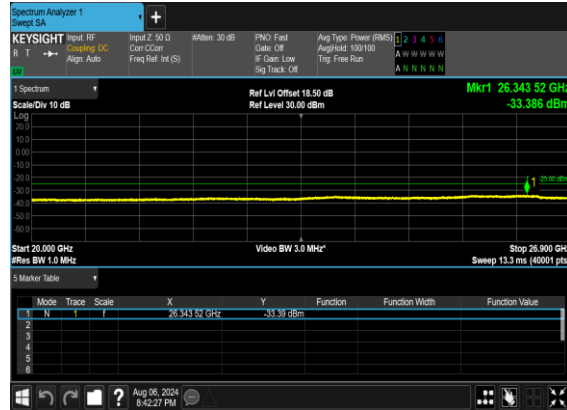 Spectrum Analyzer 1
Swept SA
KEYSIGHT Input: RF Input Z: 50 Ω #Atten: 30 dB PNO: Fast Avg Type: Power (RMS) 1 2 3 4 5 6
R T Coupling: DC Corr CCorr Gate: Off Avg|Hold: 100/100 A W W W W W
Align: Auto Freq Ref: Int (S) IF Gain: Low Trig: Free Run
Sig Track: Off A N N N N N
1 Spectrum Ref Lvl Offset 18.50 dB Mkr1 26.343 52 GHz
Scale/Div 10 dB Ref Level 30.00 dBm -33.386 dBm
Log
20.0
10.0
0.00
-10.0
-20.0
-30.0
-40.0
-50.0
-60.0
1
-25.00 dBm
Start 20.000 GHz Video BW 3.0 MHz* Stop 26.900 GHz
#Res BW 1.0 MHz Sweep 13.3 ms (40001 pts)
5 Marker Table
Mode Trace Scale X Y Function Function Width Function Value
1 N 1 f 26.343 52 GHz -33.39 dBm
2
3
4
5
6
? Aug 06, 2024
8:42:27 PM